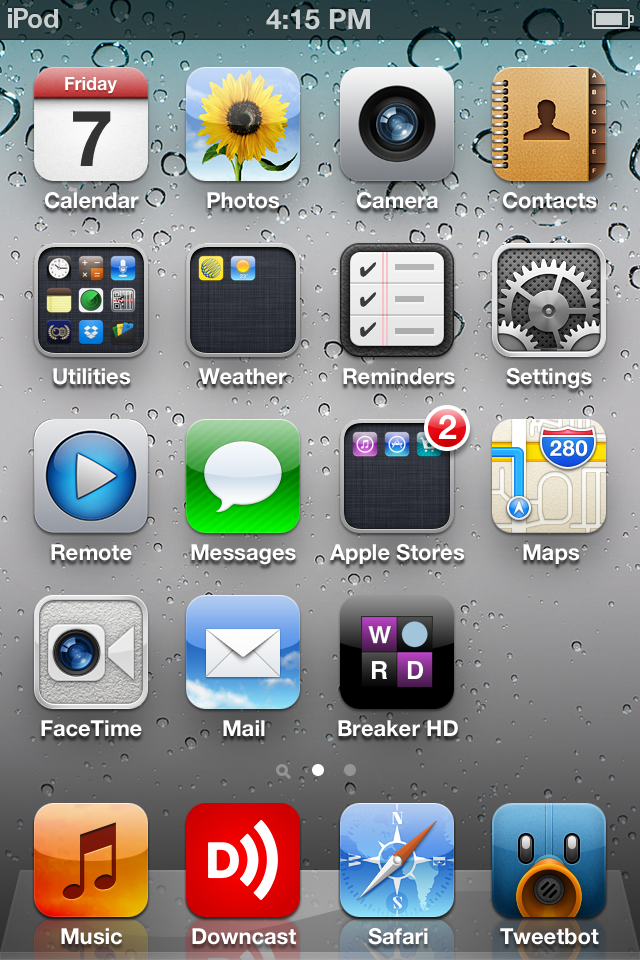 iPod 4:15 PM
Friday
7
A
B
C
D
E
F
Calendar Photos Camera Contacts
Utilities Weather Reminders Settings
2
280
Remote Messages Apple Stores Maps
W
R D
FaceTime Mail Breaker HD
D
N
W E
S
Music Downcast Safari Tweetbot